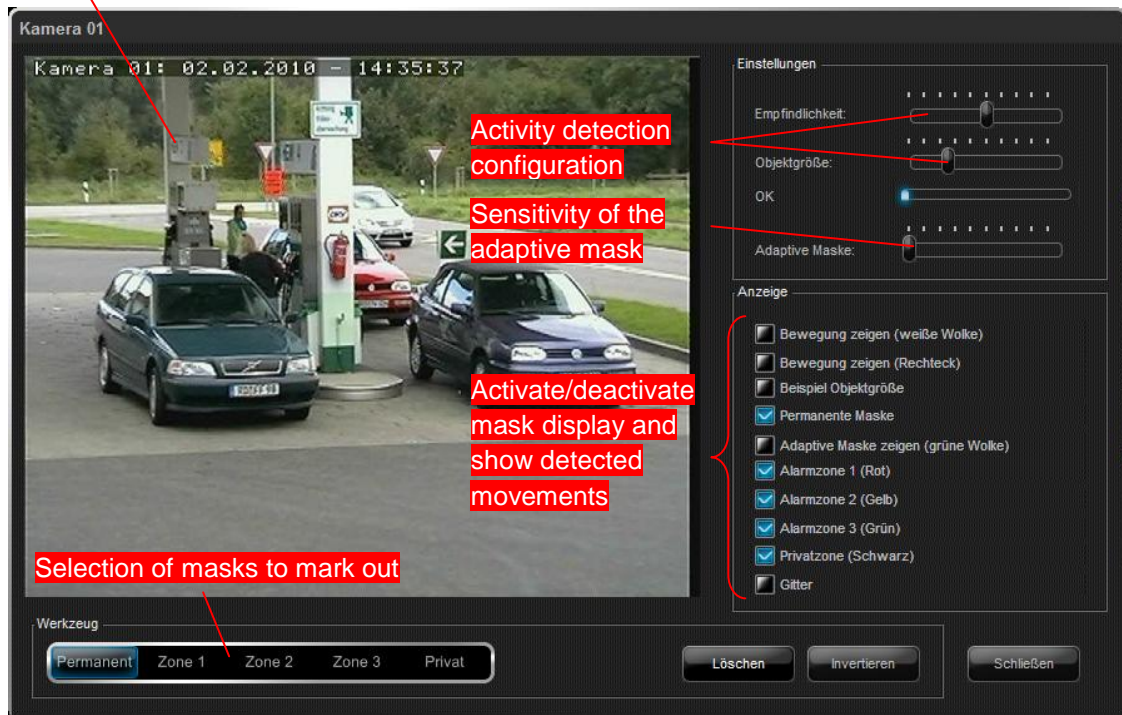 Kamera 01
Kamera 01: 02.02.2010 - 14:35:37
Achtung
Activity detection
configuration
Sensitivity of the
adaptive mask
Activate/deactivate
mask display and
show detected
movements
Selection of masks to mark out
Einstellungen
Empfindlichkeit:
Objektgröße:
OK
Adaptive Maske:
Anzeige
Bewegung zeigen (weiße Wolke)
Bewegung zeigen (Rechteck)
Beispiel Objektgröße
Permanente Maske
Adaptive Maske zeigen (grüne Wolke)
Alarmzone 1 (Rot)
Alarmzone 2 (Gelb)
Alarmzone 3 (Grün)
Privatzone (Schwarz)
Gitter
Werkzeug
Permanent Zone 1 Zone 2 Zone 3 Privat
Löschen Invertieren Schließen